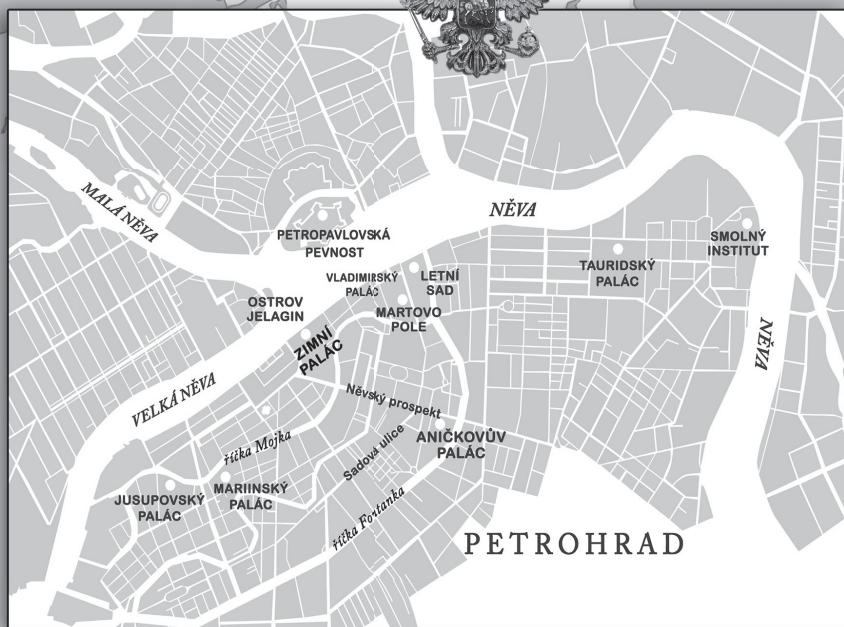 MALÁ NĚVA
NĚVA
PETROPAVLOVSKÁ
PEVNOST
SMOLNÝ
INSTITUT
TAURIDSKÝ
PALÁC
VLADIMIRSKÝ
PALÁC
LETNÍ
SAD
OSTROV
JELAGIN
MARTOVO
POLE
ZIMNÍ
PALÁC
NĚVA
VELKÁ NĚVA
Něvský prospekt
říčka Mojka
Sadová ulice
ANIČKOVŮV
PALÁC
JUSUPOVSKÝ
PALÁC
MARIINSKÝ
PALÁC
říčka Fontanka
PETROHRAD